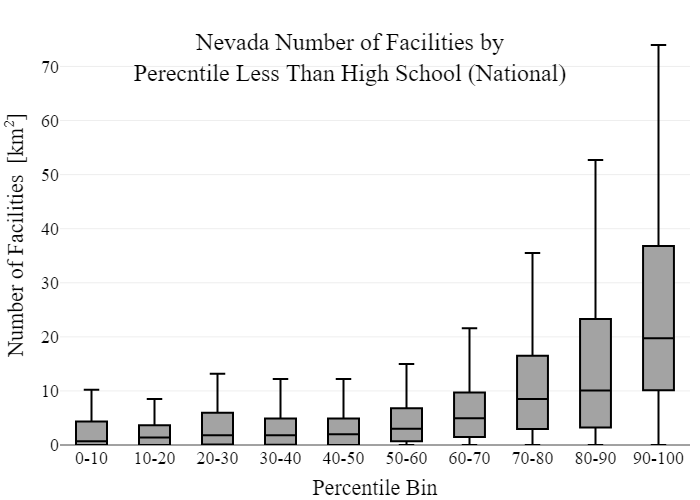 Nevada Number of Facilities by
Perecntile Less Than High School (National)
Number of Facilities [km²]
70
60
50
40
30
20
10
0
0-10 10-20 20-30 30-40 40-50 50-60 60-70 70-80 80-90 90-100
Percentile Bin